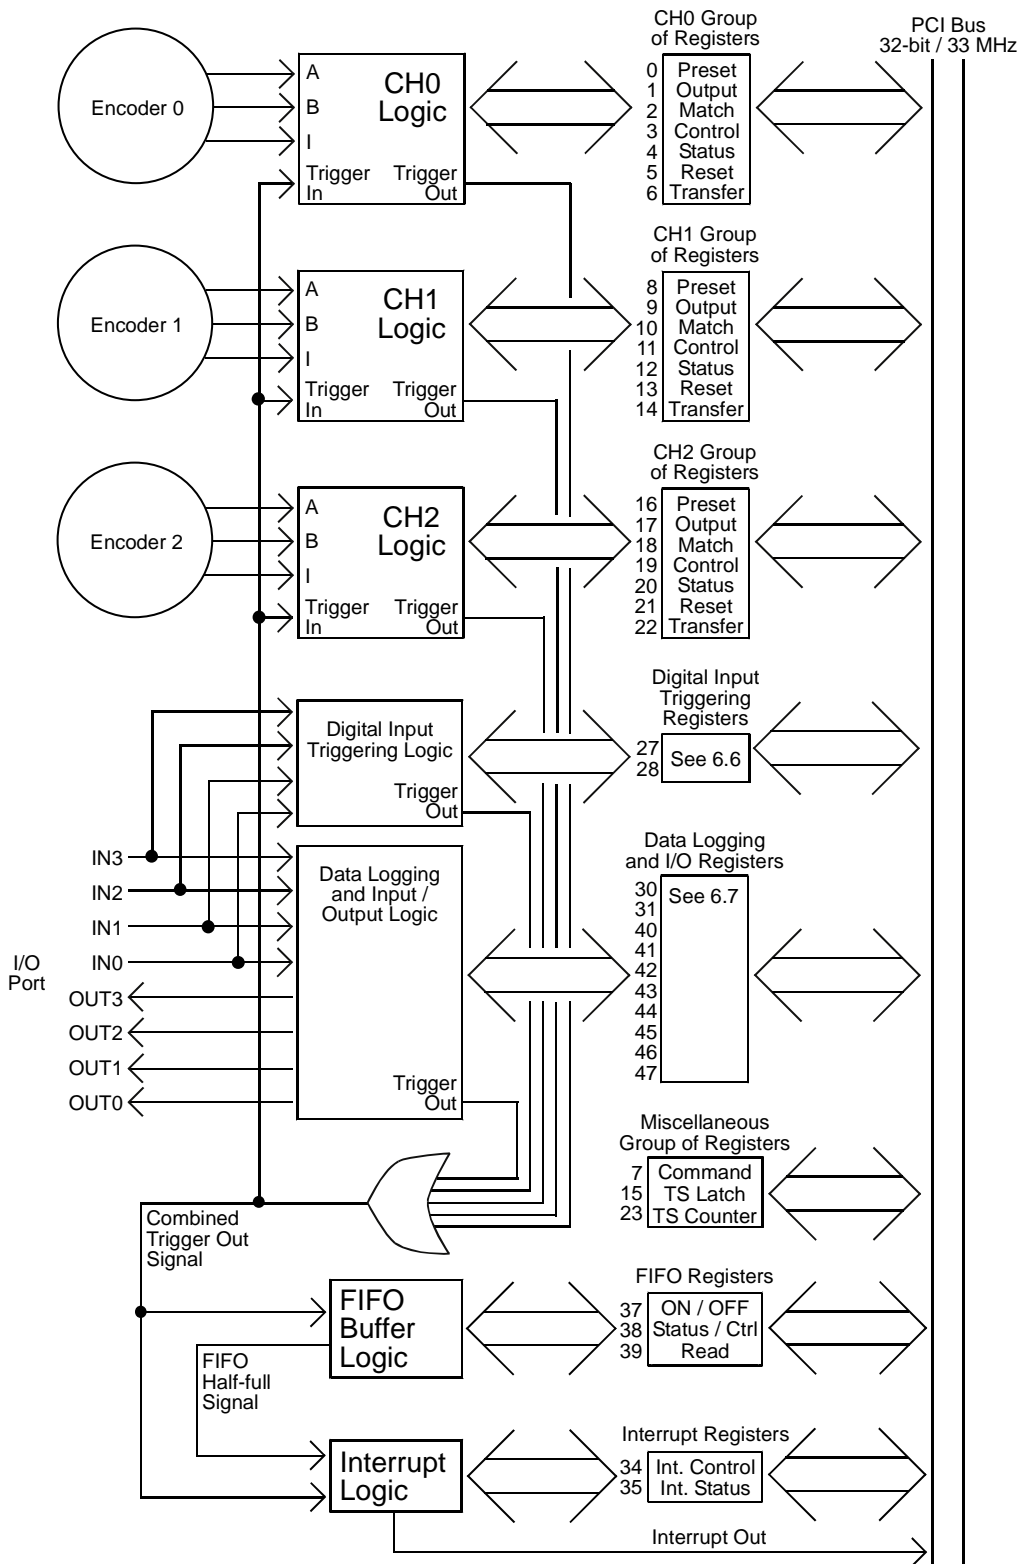 CH0 Group
of Registers
PCI Bus
32-bit / 33 MHz
Encoder 0
A
B
I
Trigger
In
CH0
Logic
Trigger
Out
0 Preset
1 Output
2 Match
3 Control
4 Status
5 Reset
6 Transfer
CH1 Group
of Registers
Encoder 1
A
B
I
Trigger
In
CH1
Logic
Trigger
Out
8 Preset
9 Output
10 Match
11 Control
12 Status
13 Reset
14 Transfer
CH2 Group
of Registers
Encoder 2
A
B
I
Trigger
In
CH2
Logic
Trigger
Out
16 Preset
17 Output
18 Match
19 Control
20 Status
21 Reset
22 Transfer
Digital Input
Triggering
Registers
Digital Input
Triggering Logic
Trigger
Out
27
28
See 6.6
Data Logging
and I/O Registers
I/O
Port
IN3
IN2
IN1
IN0
OUT3
OUT2
OUT1
OUT0
Data Logging
and Input /
Output Logic
Trigger
Out
See 6.7
30
31
40
41
42
43
44
45
46
47
Miscellaneous
Group of Registers
7 Command
15 TS Latch
23 TS Counter
Combined
Trigger Out
Signal
FIFO Registers
FIFO
Buffer
Logic
37 ON / OFF
38 Status / Ctrl
39 Read
FIFO
Half-full
Signal
Interrupt Registers
Interrupt
Logic
34 Int. Control
35 Int. Status
Interrupt Out